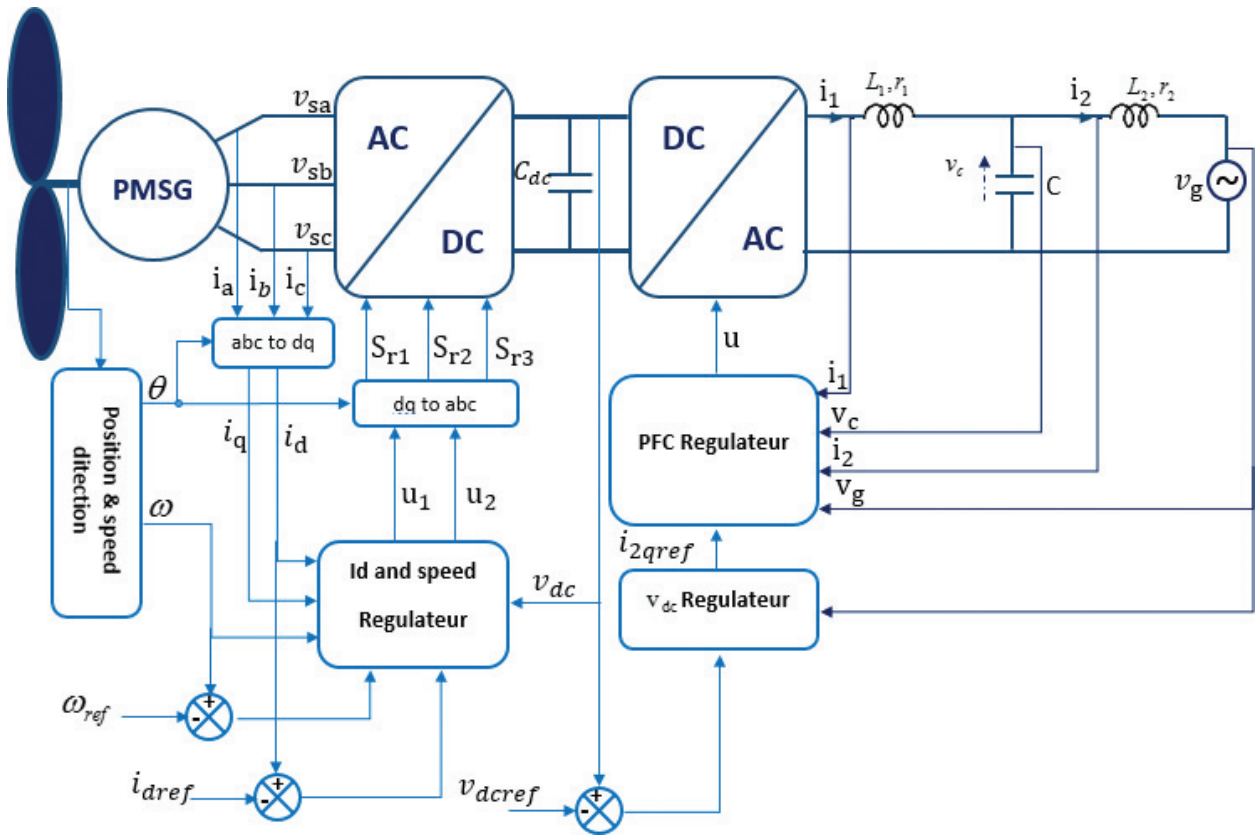 PMSG
v_sa
v_sb
v_sc
AC
DC
C_dc
DC
AC
i_1
L_1, r_1
i_2
L_2, r_2
v_c
C
v_g
~
i_a
i_b
i_c
abc to dq
S_r1
S_r2
S_r3
u
θ
dq to abc
i_q
i_d
Position & speed
ditection
ω
u_1
u_2
i_1
v_c
i_2
v_g
PFC Regulateur
i_2qref
Id and speed
Regulateur
v_dc
v_dc Regulateur
ω_ref
+
-
i_dref
+
-
v_dcref
+
-